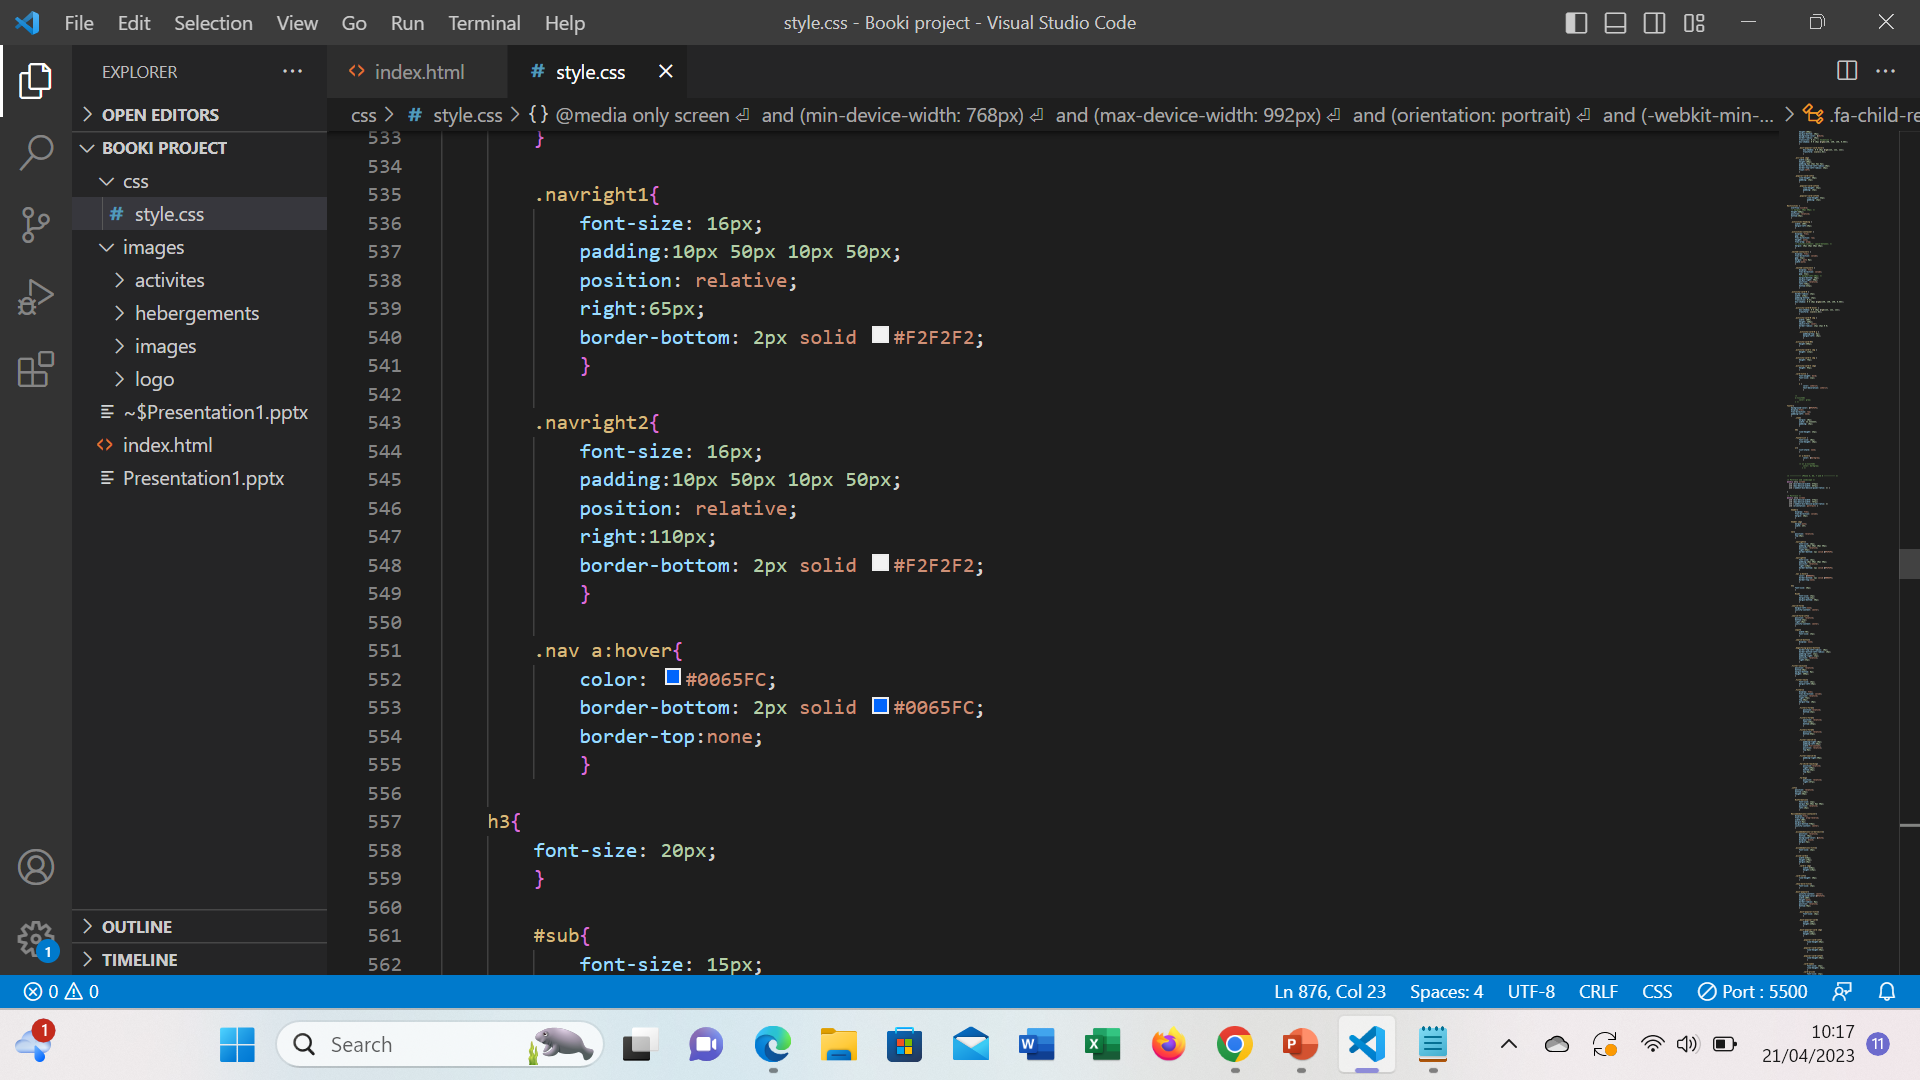 File Edit Selection View Go Run Terminal Help
style.css - Booki project - Visual Studio Code
EXPLORER
OPEN EDITORS
BOOKI PROJECT
css
# style.css
images
activites
hebergements
images
logo
~$Presentation1.pptx
<> index.html
Presentation1.pptx
OUTLINE
TIMELINE
1
<> index.html
# style.css
css > # style.css > {} @media only screen ⏎ and (min-device-width: 768px) ⏎ and (max-device-width: 992px) ⏎ and (orientation: portrait) ⏎ and (-webkit-min-... > .fa-child-re
533 }
534
535 .navright1{
536 font-size: 16px;
537 padding:10px 50px 10px 50px;
538 position: relative;
539 right:65px;
540 border-bottom: 2px solid #F2F2F2;
541 }
542
543 .navright2{
544 font-size: 16px;
545 padding:10px 50px 10px 50px;
546 position: relative;
547 right:110px;
548 border-bottom: 2px solid #F2F2F2;
549 }
550
551 .nav a:hover{
552 color: #0065FC;
553 border-bottom: 2px solid #0065FC;
554 border-top:none;
555 }
556
557 h3{
558 font-size: 20px;
559 }
560
561 #sub{
562 font-size: 15px;
0 0
Ln 876, Col 23 Spaces: 4 UTF-8 CRLF CSS Port : 5500
1
Search
10:17
21/04/2023
11